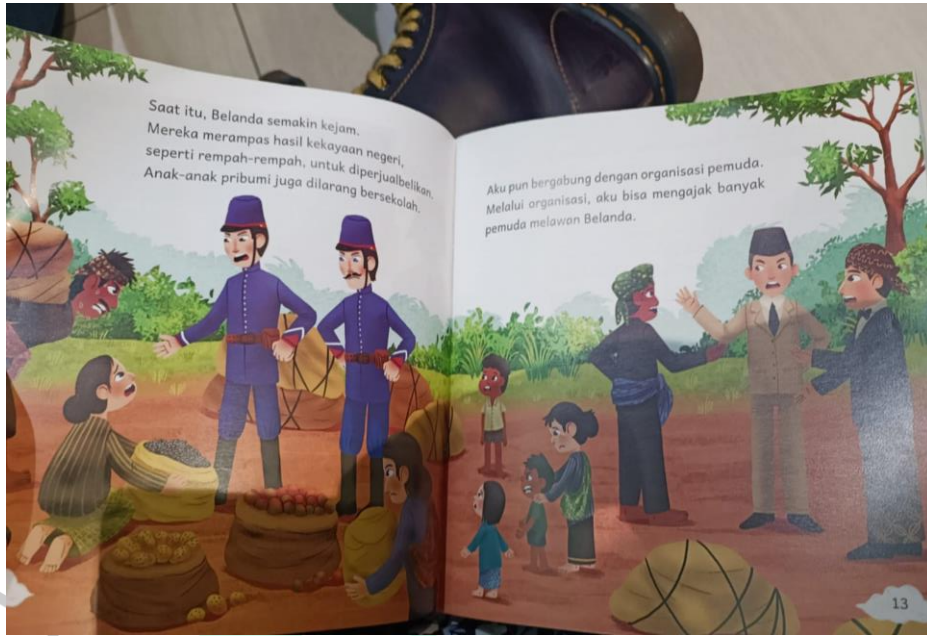 Saat itu, Belanda semakin kejam.
Mereka merampas hasil kekayaan negeri,
seperti rempah-rempah, untuk diperjualbelikan.
Anak-anak pribumi juga dilarang bersekolah.
Aku pun bergabung dengan organisasi pemuda.
Melalui organisasi, aku bisa mengajak banyak
pemuda melawan Belanda.
13